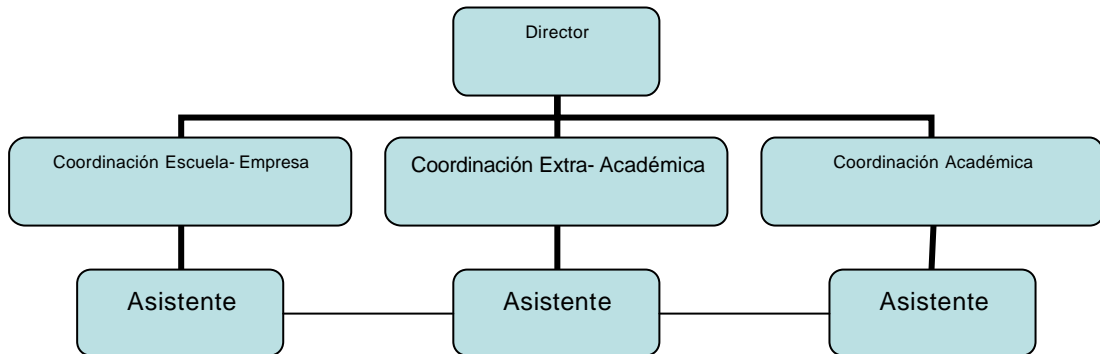 Director
Coordinación Escuela- Empresa
Coordinación Extra- Académica
Coordinación Académica
Asistente
Asistente
Asistente